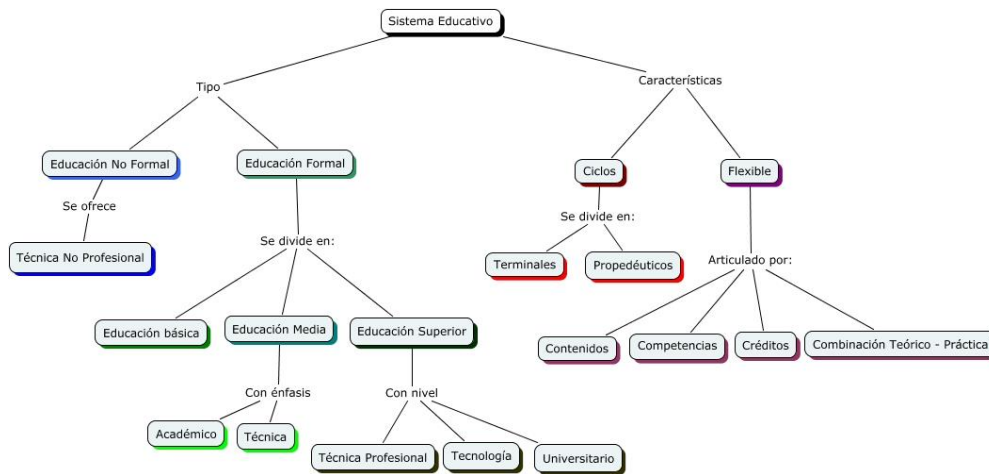 Sistema Educativo
Tipo
Características
Educación No Formal
Educación Formal
Ciclos
Flexible
Se ofrece
Se divide en:
Técnica No Profesional
Se divide en:
Terminales
Propedéuticos
Articulado por:
Educación básica
Educación Media
Educación Superior
Contenidos
Competencias
Créditos
Combinación Teórico - Práctica
Con énfasis
Con nivel
Académico
Técnica
Técnica Profesional
Tecnología
Universitario